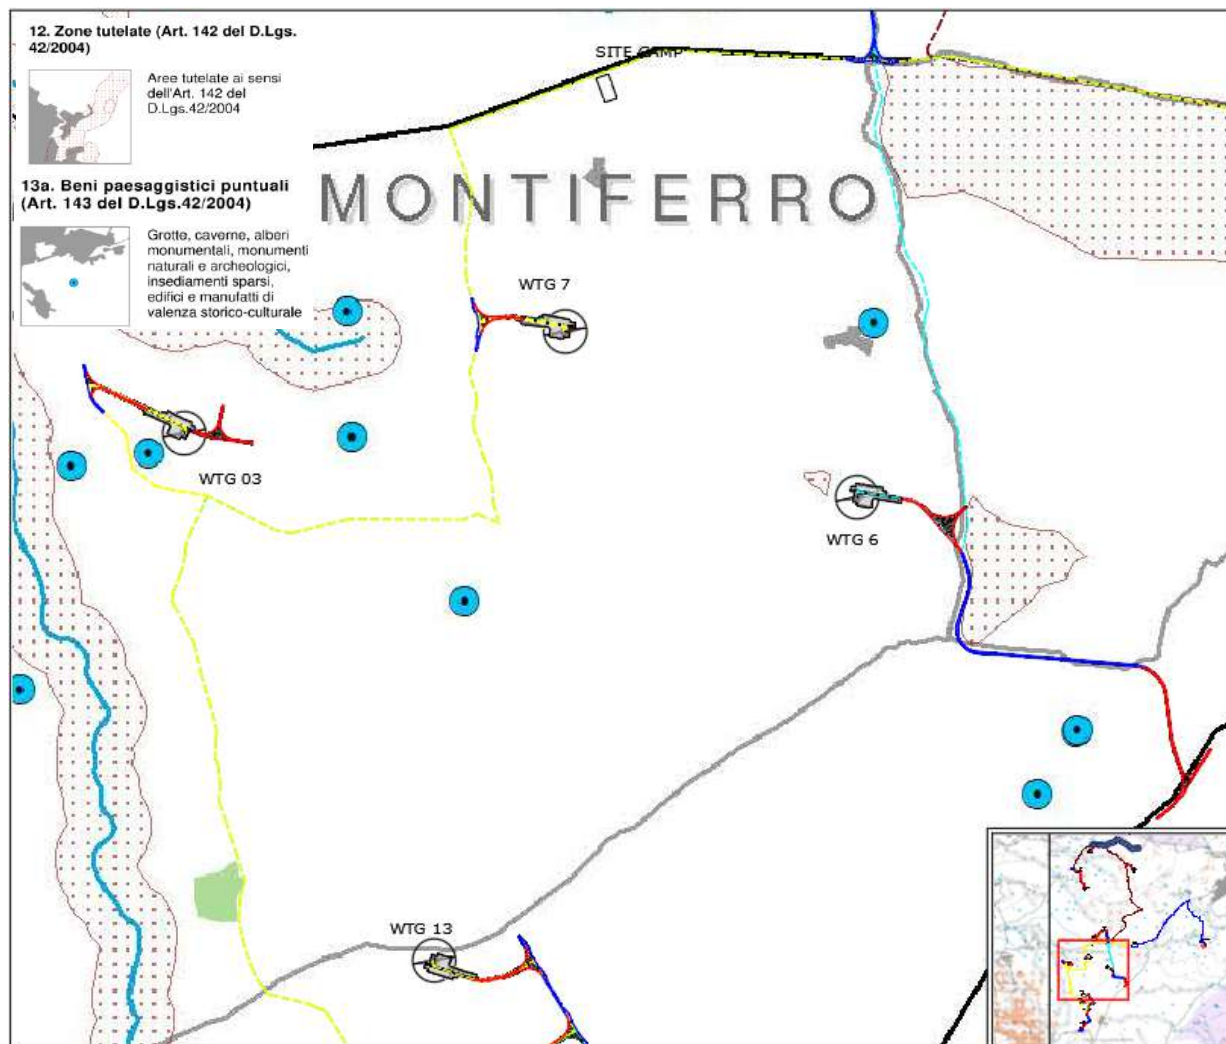 12. Zone tutelate (Art. 142 del D.Lgs.
42/2004)
Aree tutelate ai sensi
dell'Art. 142 del
D.Lgs.42/2004
13a. Beni paesaggistici puntuali
(Art. 143 del D.Lgs.42/2004)
Grotte, caverne, alberi
monumentali, monumenti
naturali e archeologici,
insediamenti sparsi,
edifici e manufatti di
valenza storico-culturale
SITE CAMP
MONTIFERRO
WTG 7
WTG 03
WTG 6
WTG 13